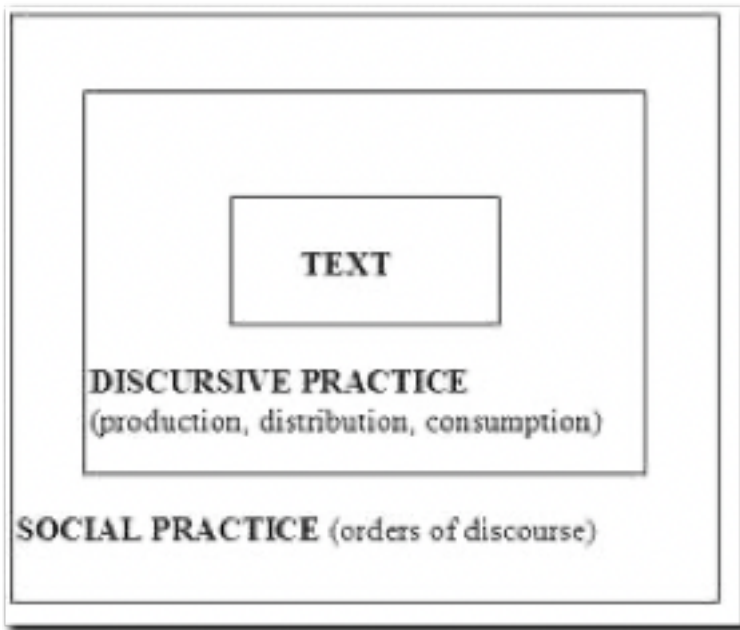 TEXT
DISCURSIVE PRACTICE
(production, distribution, consumption)
SOCIAL PRACTICE (orders of discourse)